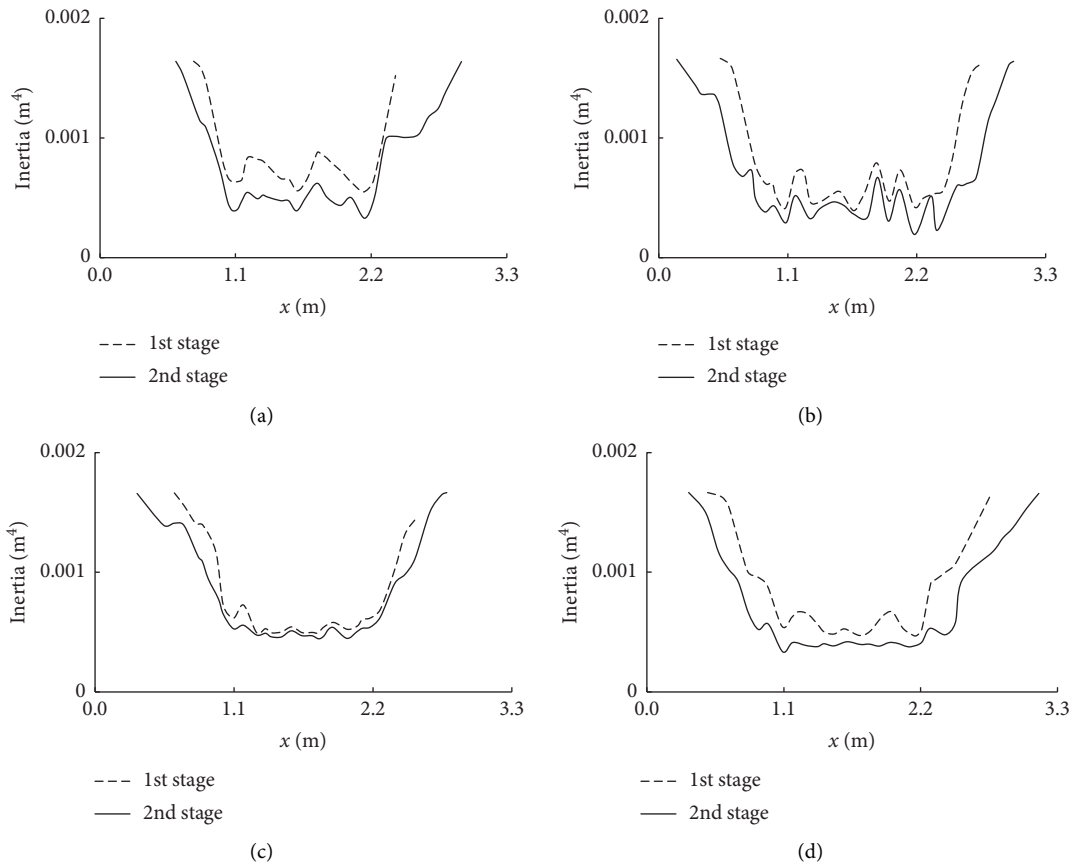 0.002
0.001
0
Inertia (m⁴)
0.0 1.1 2.2 3.3
x (m)
1st stage
2nd stage
(a)
0.002
0.001
0
Inertia (m⁴)
0.0 1.1 2.2 3.3
x (m)
1st stage
2nd stage
(b)
0.002
0.001
0
Inertia (m⁴)
0.0 1.1 2.2 3.3
x (m)
1st stage
2nd stage
(c)
0.002
0.001
0
Inertia (m⁴)
0.0 1.1 2.2 3.3
x (m)
1st stage
2nd stage
(d)